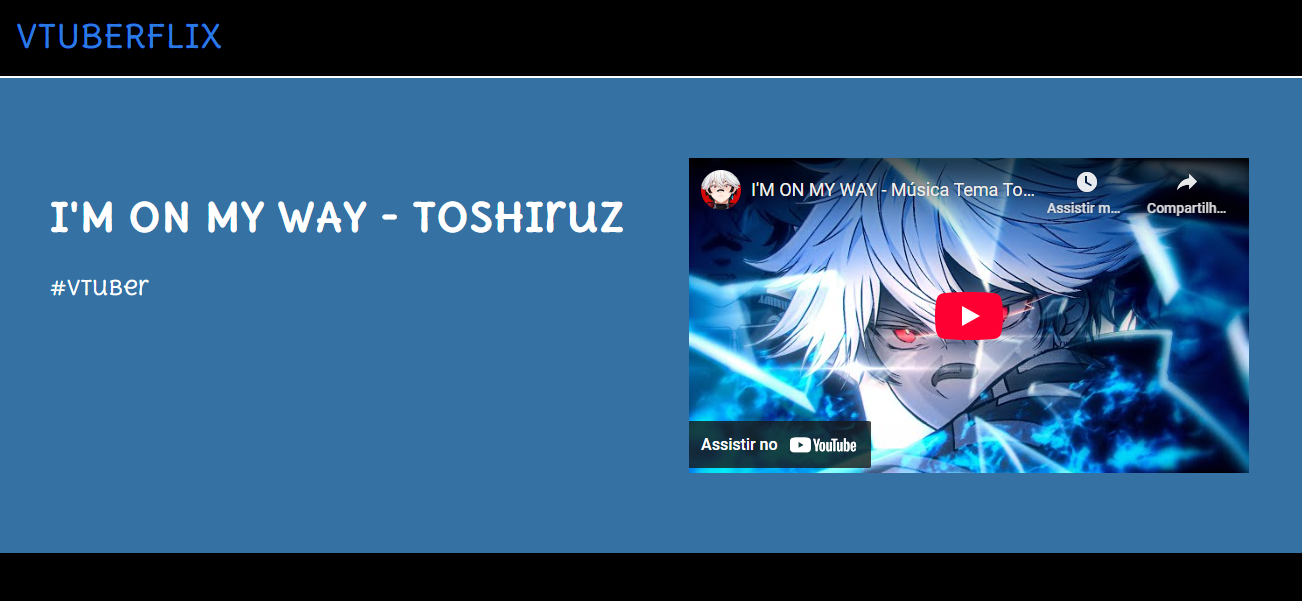 VTUBERFLIX
I'M ON MY WAY - TOSHIruZ
#VTuBer
I'M ON MY WAY - Música Tema To...
Assistir m...
Compartilh...
Assistir no YouTube